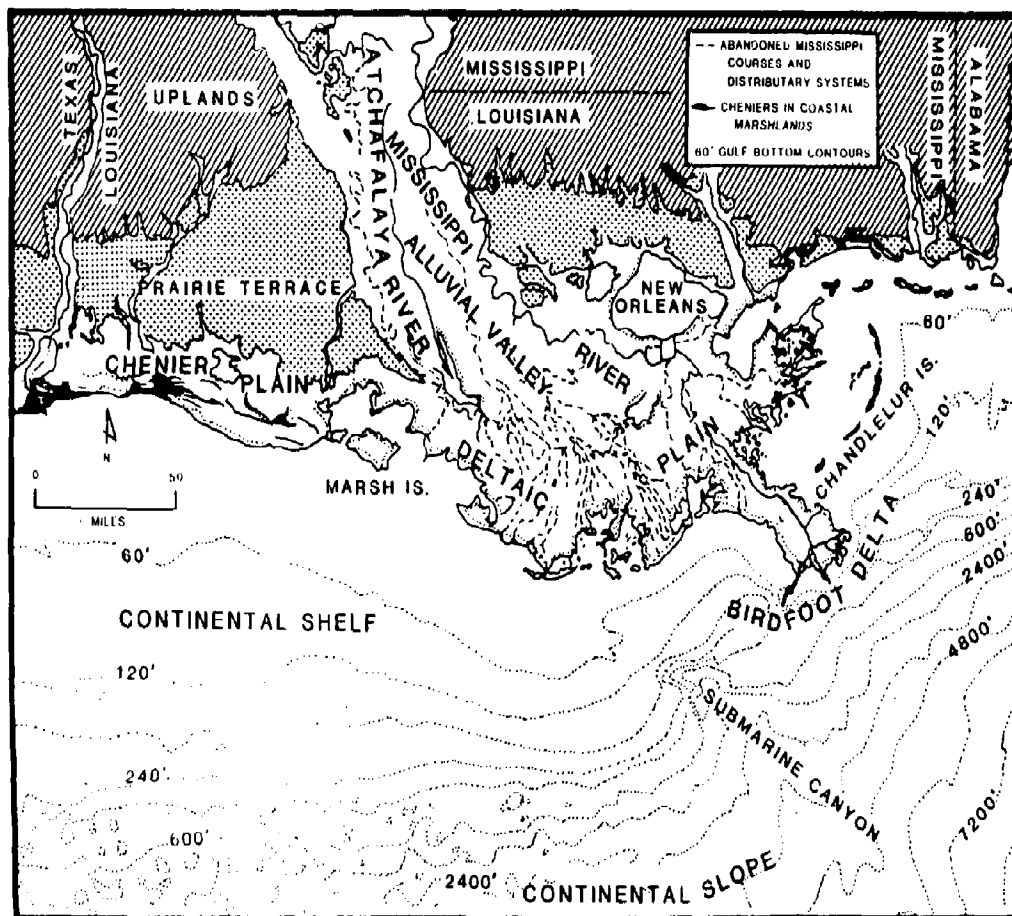 TEXAS
LOUISIANA
UPLANDS
ATCHAFALAYA RIVER
MISSISSIPPI
LOUISIANA
--- ABANDONED MISSISSIPPI
COURSES AND
DISTRIBUTARY SYSTEMS
CHENIERS IN COASTAL
MARSHLANDS
60' GULF BOTTOM CONTOURS
MISSISSIPPI
ALABAMA
MISSISSIPPI
ALLUVIAL VALLEY
RIVER
PRAIRIE TERRACE
NEW
ORLEANS
60'
CHENIER
PLAIN
N
0 50
MILES
MARSH IS.
DELTAIC
PLAIN
CHANDLELUR IS.
120'
240'
600'
2400'
4800'
7200'
BIRDFOOT DELTA
60'
CONTINENTAL SHELF
120'
SUBMARINE CANYON
240'
600'
2400'
CONTINENTAL SLOPE